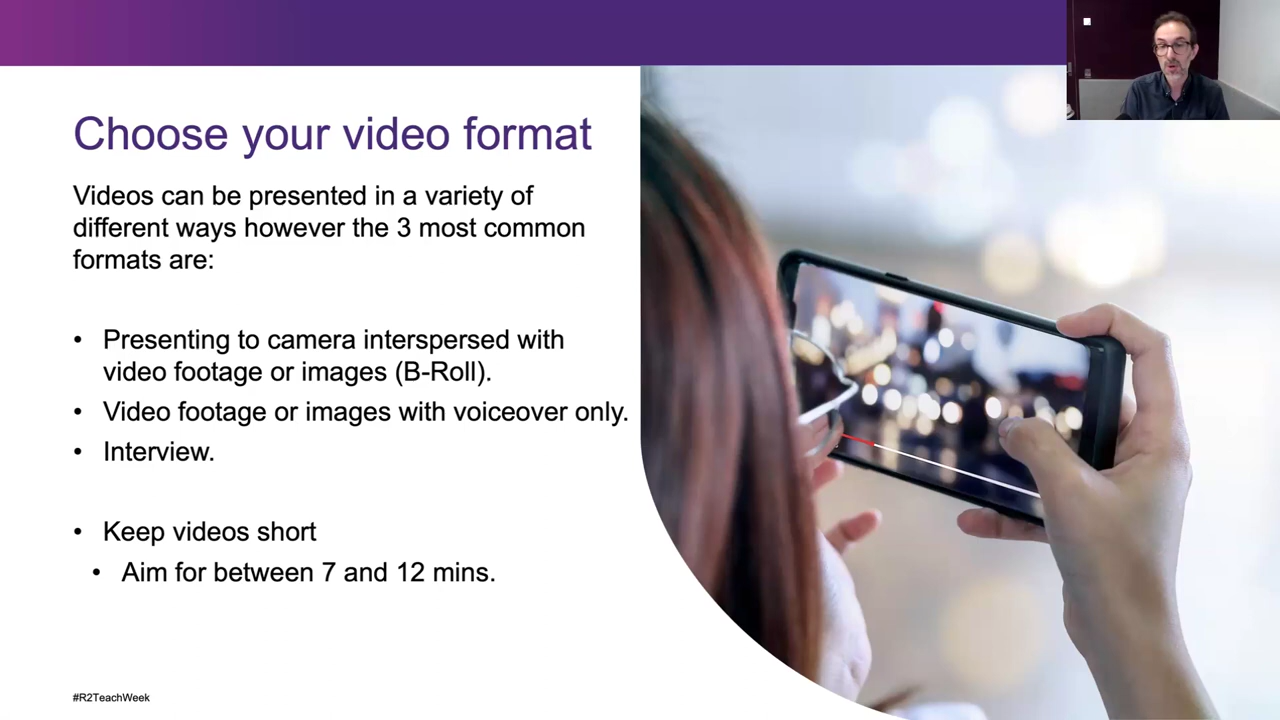 Choose your video format
Videos can be presented in a variety of
different ways however the 3 most common
formats are:
• Presenting to camera interspersed with
video footage or images (B-Roll).
• Video footage or images with voiceover only.
• Interview.
• Keep videos short
• Aim for between 7 and 12 mins.
#R2TeachWeek